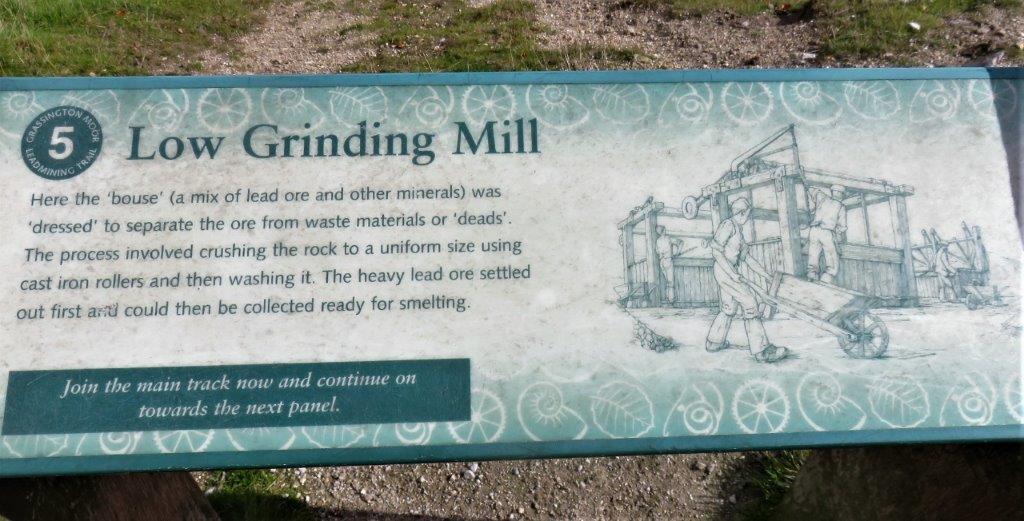 GRASSINGTON MOOR
5
LEADMINING TRAIL
Low Grinding Mill
Here the 'bouse' (a mix of lead ore and other minerals) was
'dressed' to separate the ore from waste materials or 'deads'.
The process involved crushing the rock to a uniform size using
cast iron rollers and then washing it. The heavy lead ore settled
out first and could then be collected ready for smelting.
Join the main track now and continue on
towards the next panel.